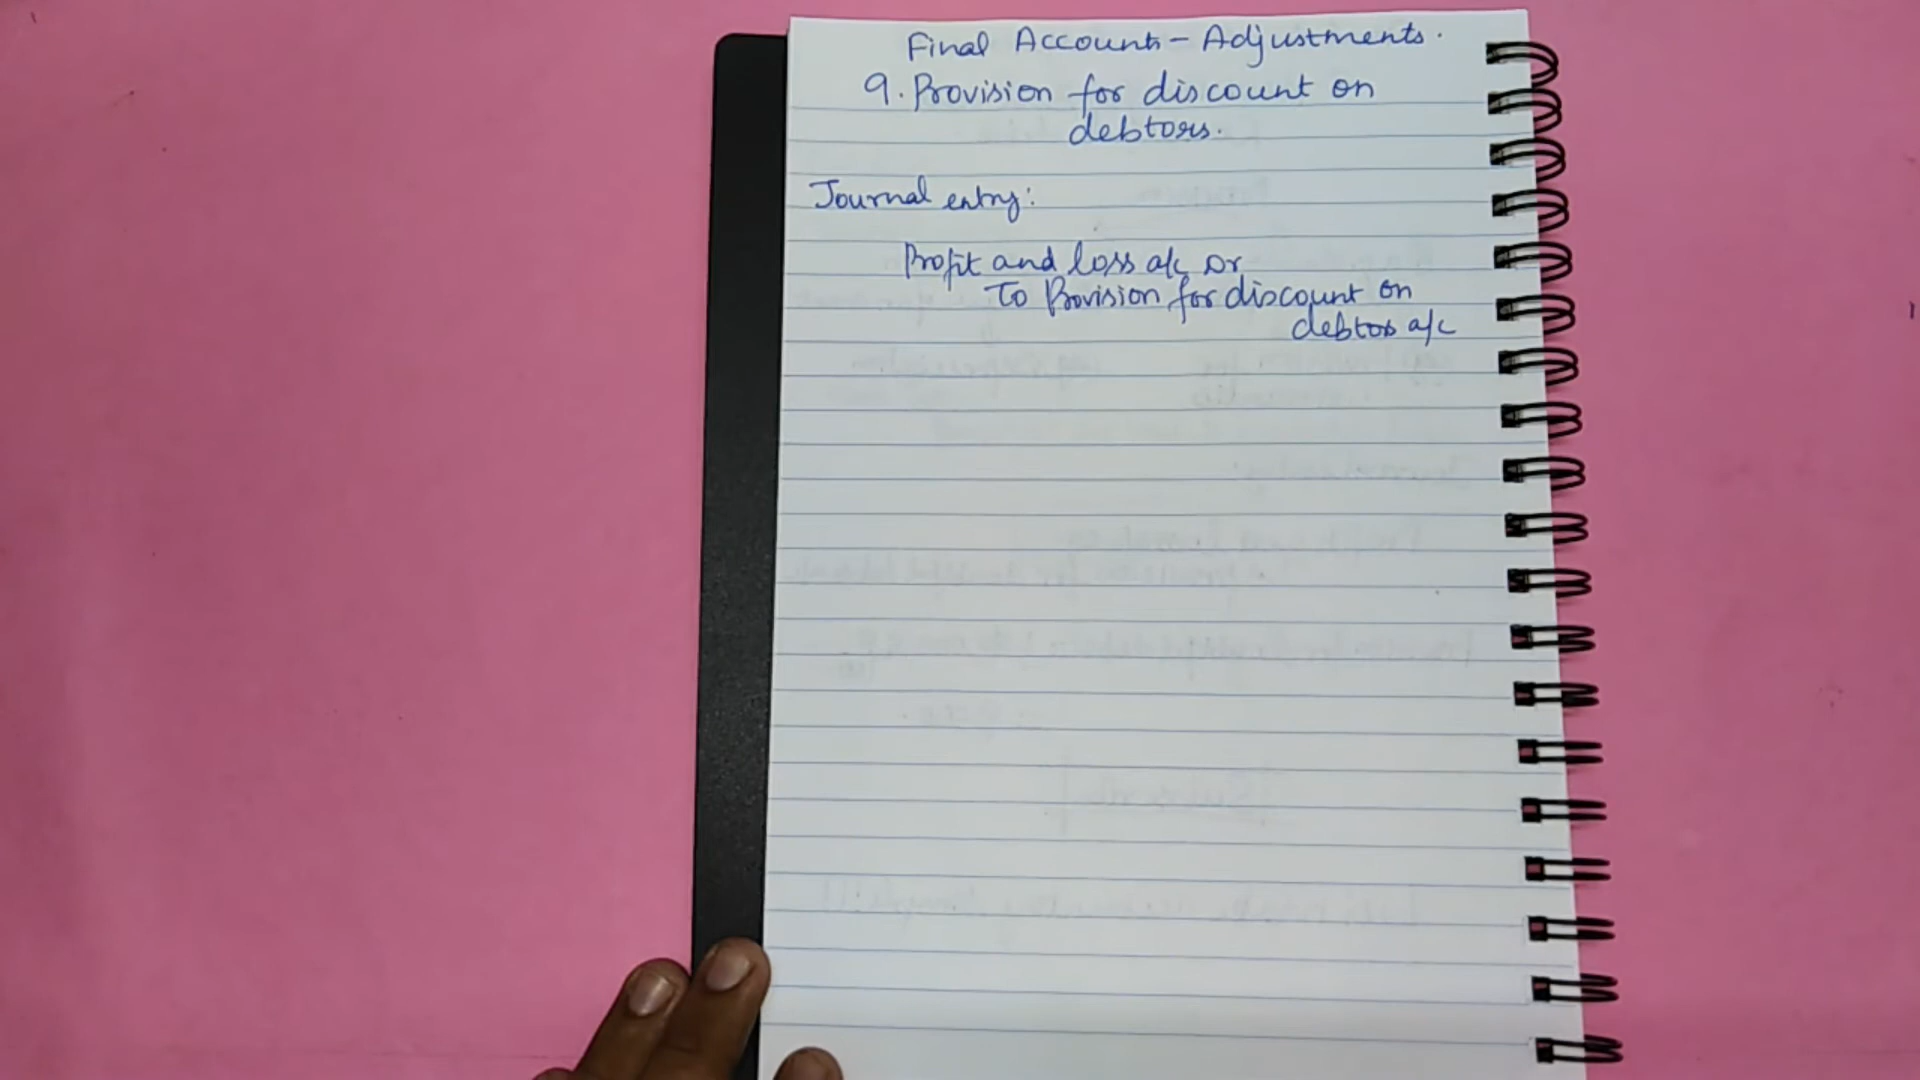 Final Accounts - Adjustments.
9. Provision for discount on
debtors.
Journal entry:
Profit and loss a/c Dr
To Provision for discount on
debtors a/c